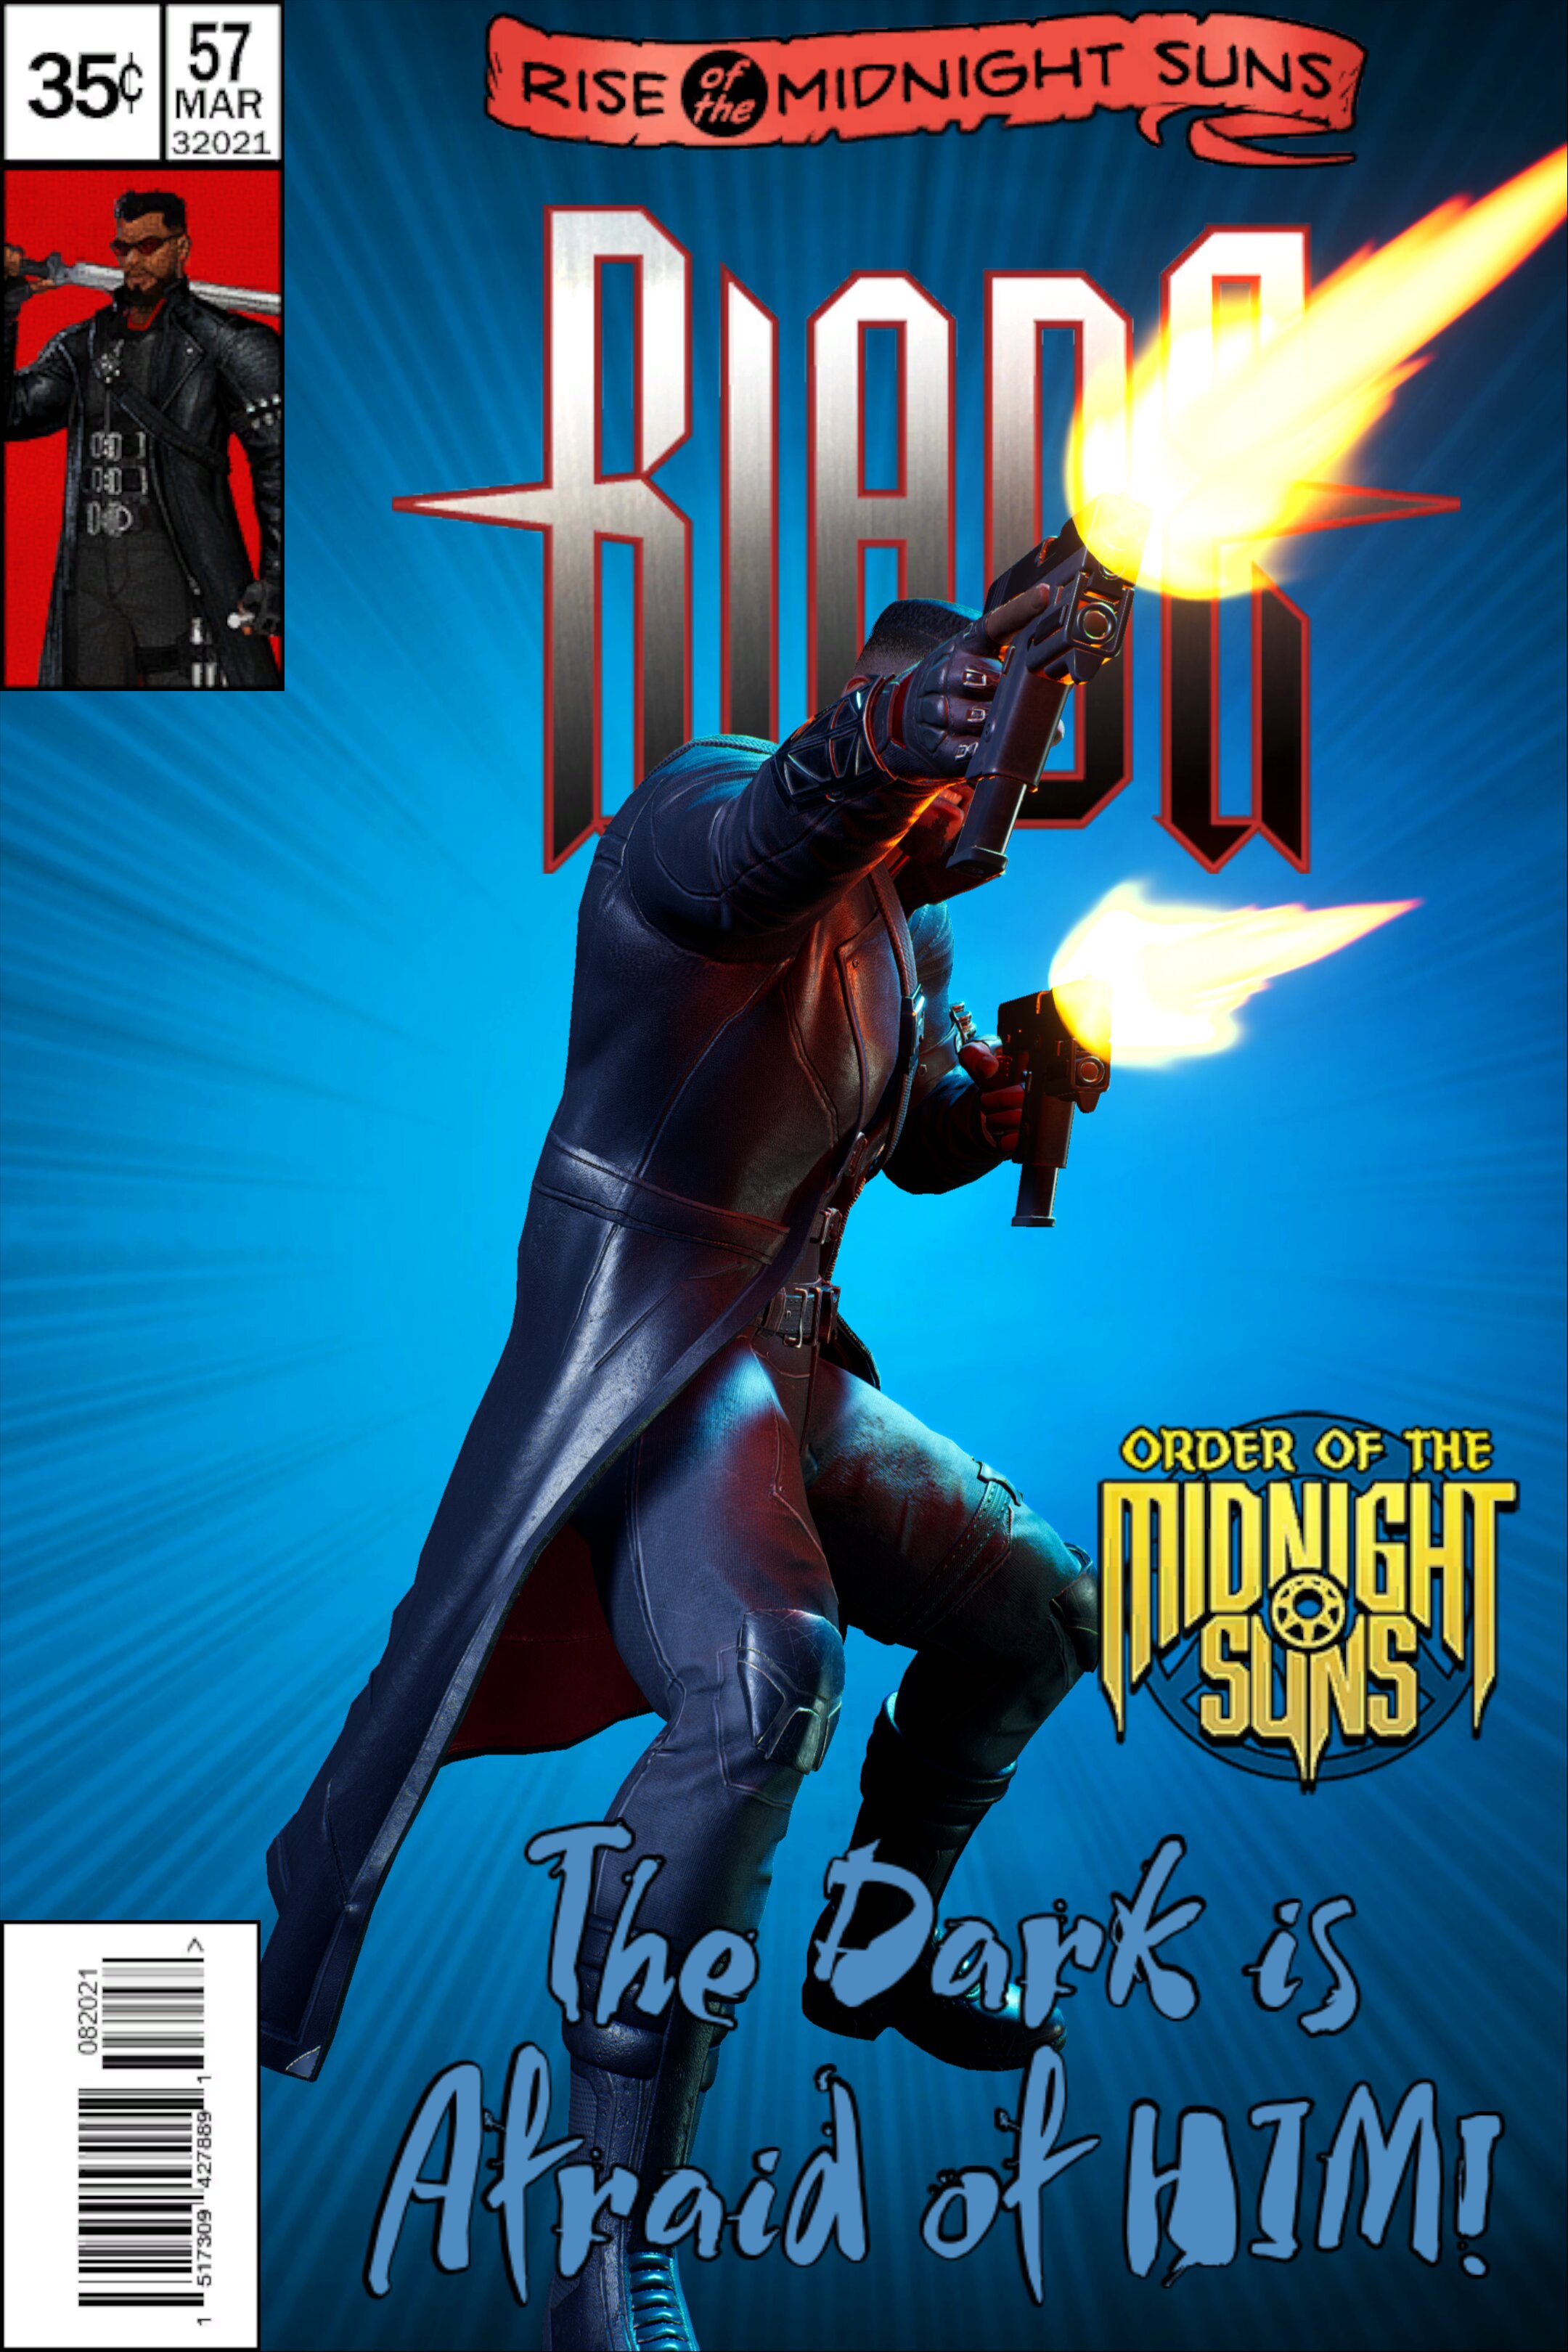 35¢
57
MAR
32021
RISE of the MIDNIGHT SUNS
BLADE
ORDER OF THE
MIDNIGHT
SUNS
The Dark is
Afraid of HIM!
082021 >
1 517309 427889 1